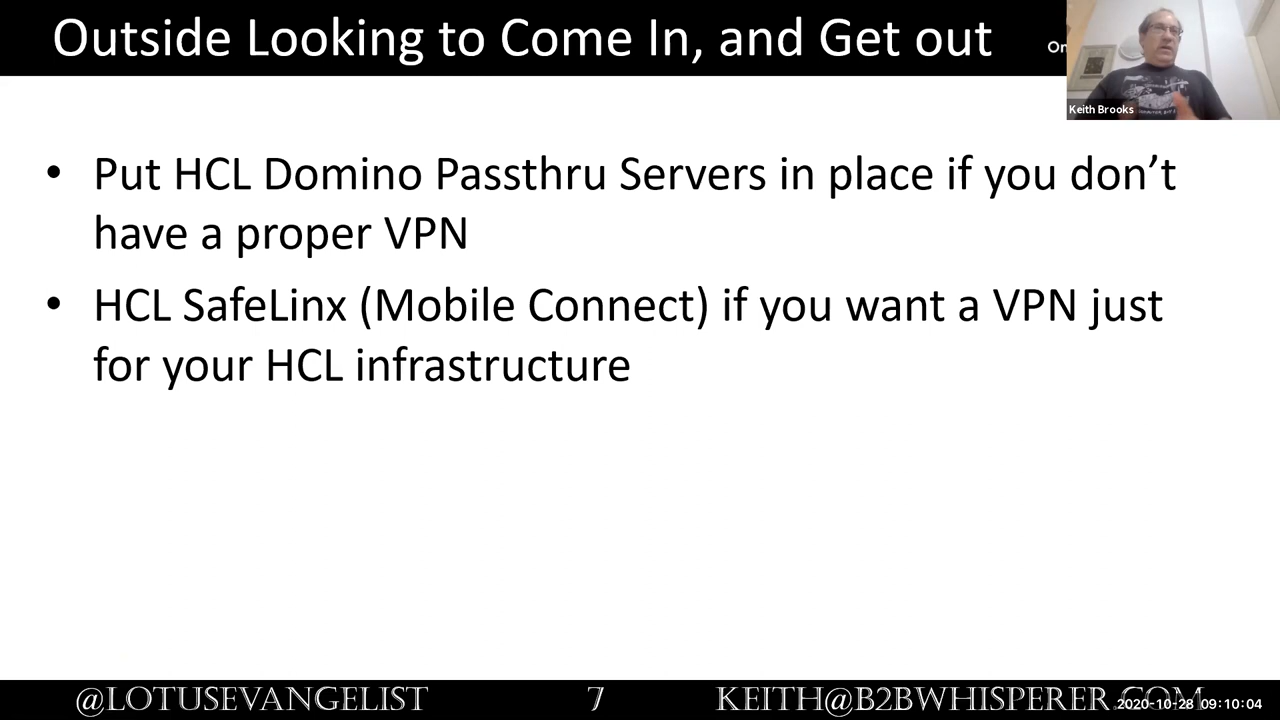 Outside Looking to Come In, and Get out
On
Keith Brooks
• Put HCL Domino Passthru Servers in place if you don’t
have a proper VPN
• HCL SafeLinx (Mobile Connect) if you want a VPN just
for your HCL infrastructure
@LOTUSEVANGELIST
7
KEITH@B2BWHISPERER.COM
2020-10-28 09:10:04